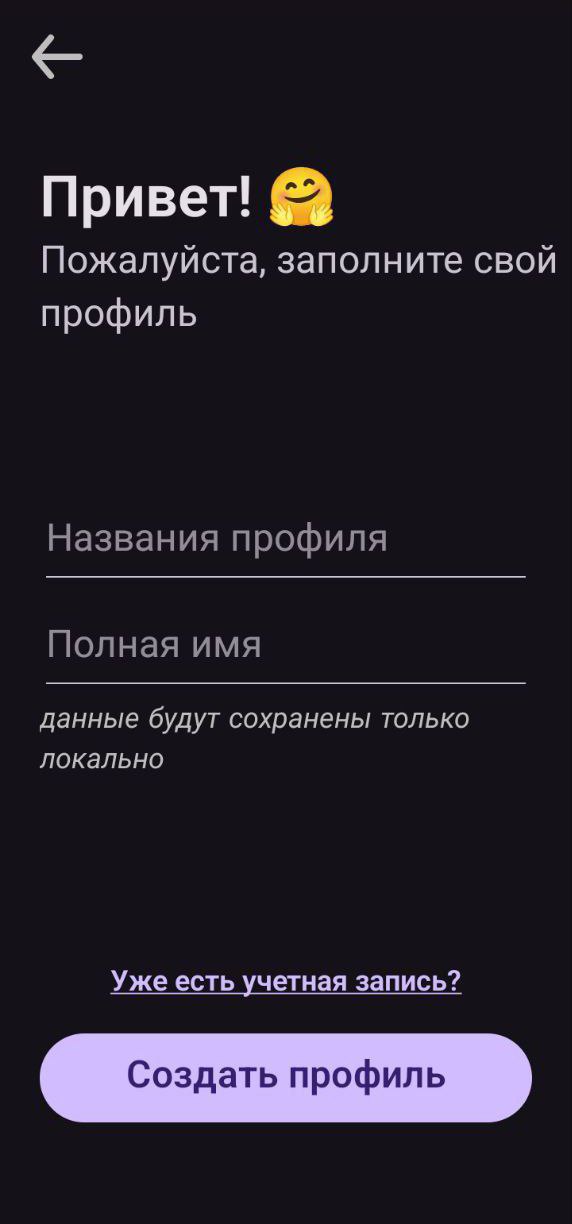 Привет! 🤗
Пожалуйста, заполните свой
профиль
Названия профиля
Полная имя
данные будут сохранены только
локально
Уже есть учетная запись?
Создать профиль